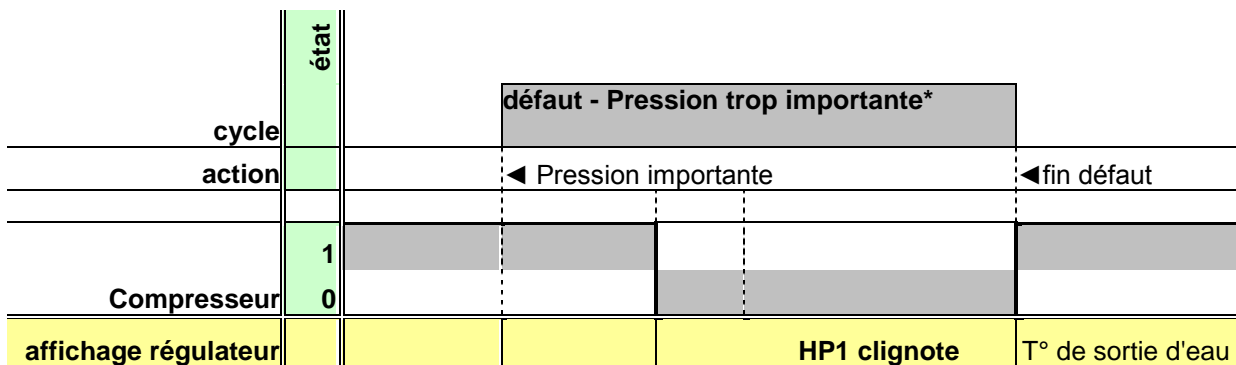 état
défaut - Pression trop importante*
cycle
action ◄ Pression importante ◄fin défaut
1
Compresseur 0
affichage régulateur HP1 clignote T° de sortie d'eau